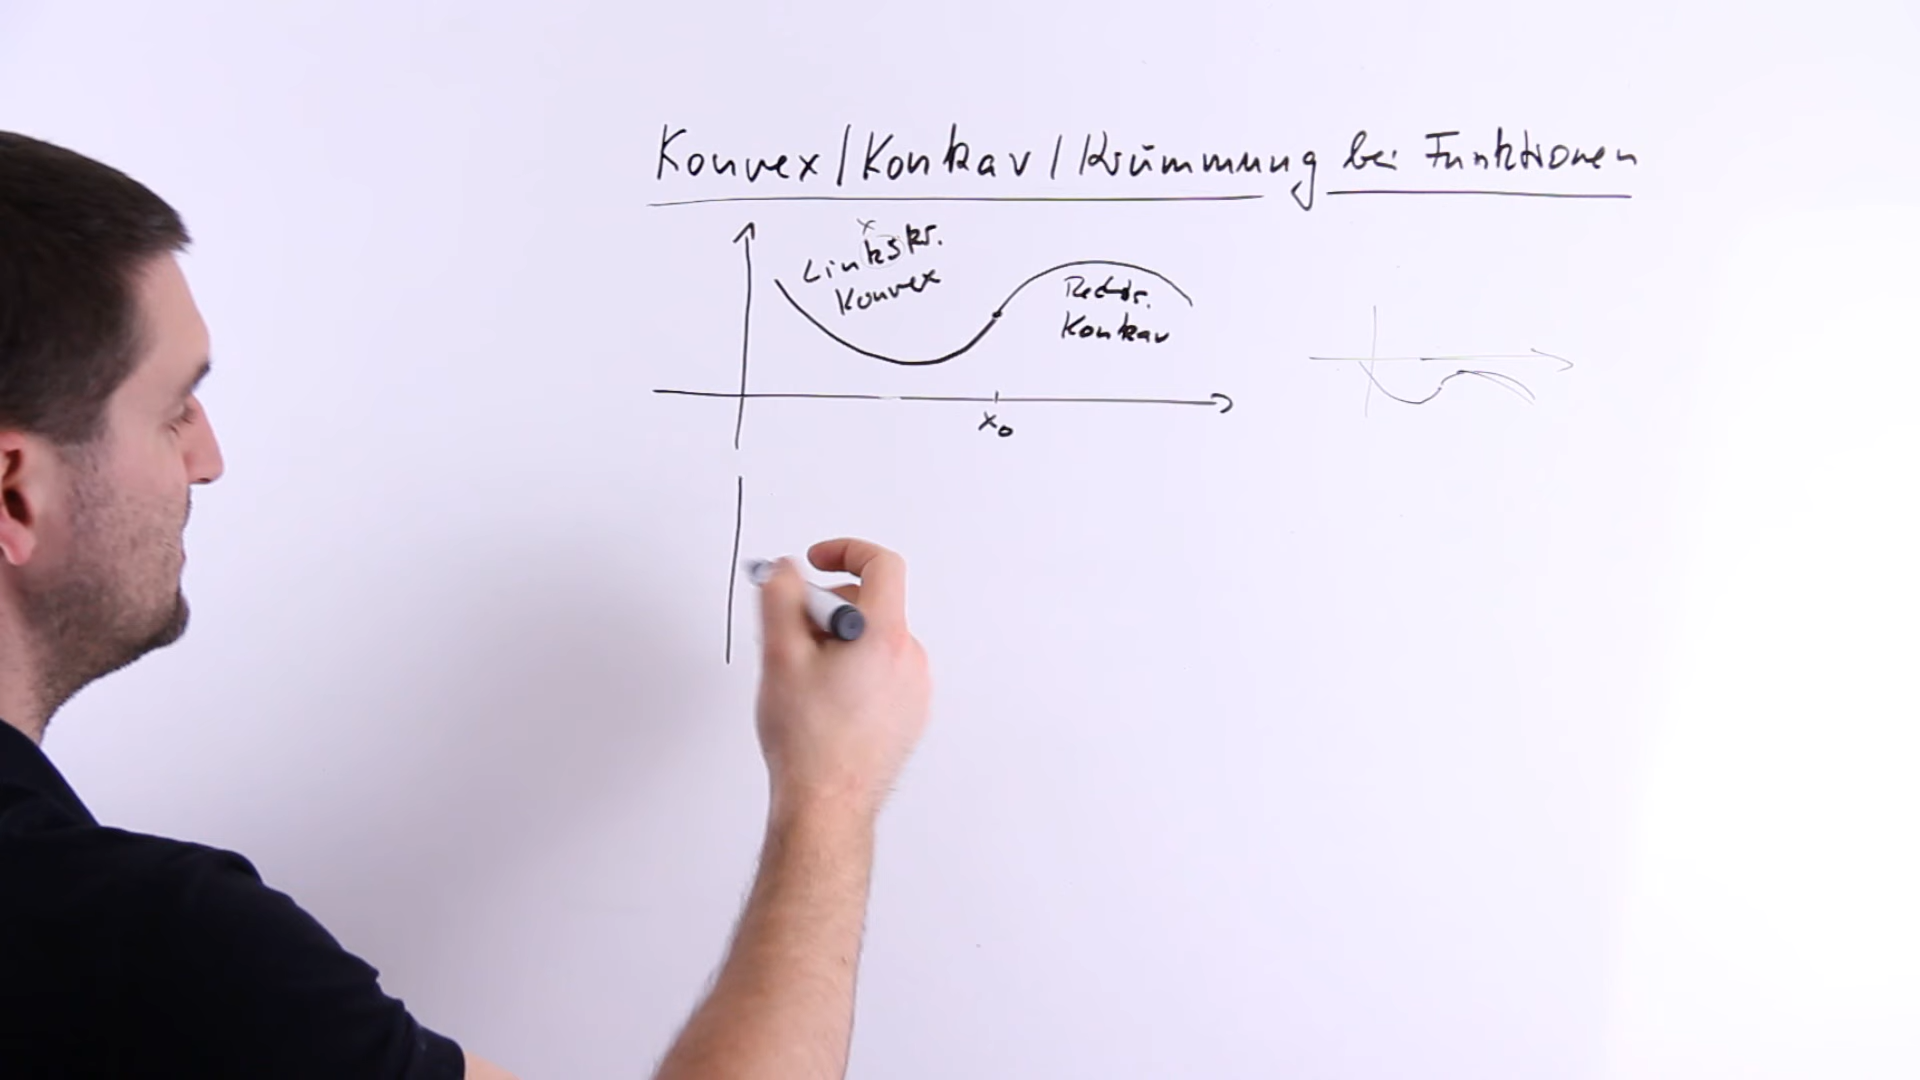 Konvex/Konkav/Krümmung bei Funktionen
x
Linkskr.
Konvex
Rechtskr.
Konkav
x₀